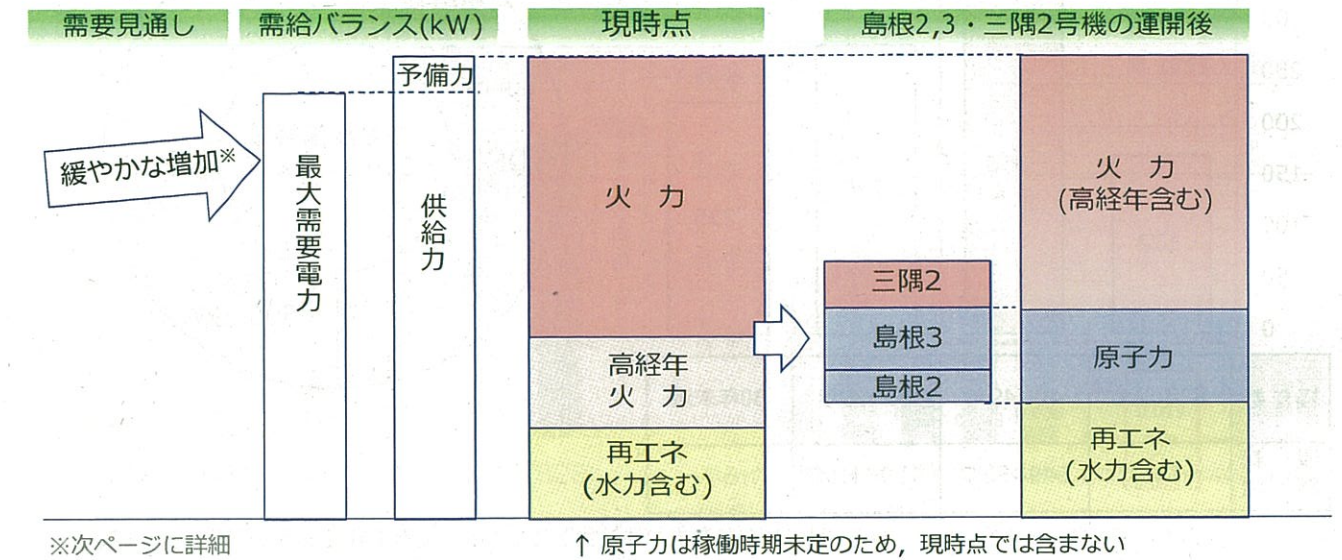 需要見通し
需給バランス(kW)
現時点
島根2,3・三隅2号機の運開後
緩やかな増加※
最大需要電力
予備力
供給力
火 力
高経年
火 力
再エネ
(水力含む)
三隅2
島根3
島根2
火 力
(高経年含む)
原子力
再エネ
(水力含む)
※次ページに詳細
↑ 原子力は稼働時期未定のため，現時点では含まない